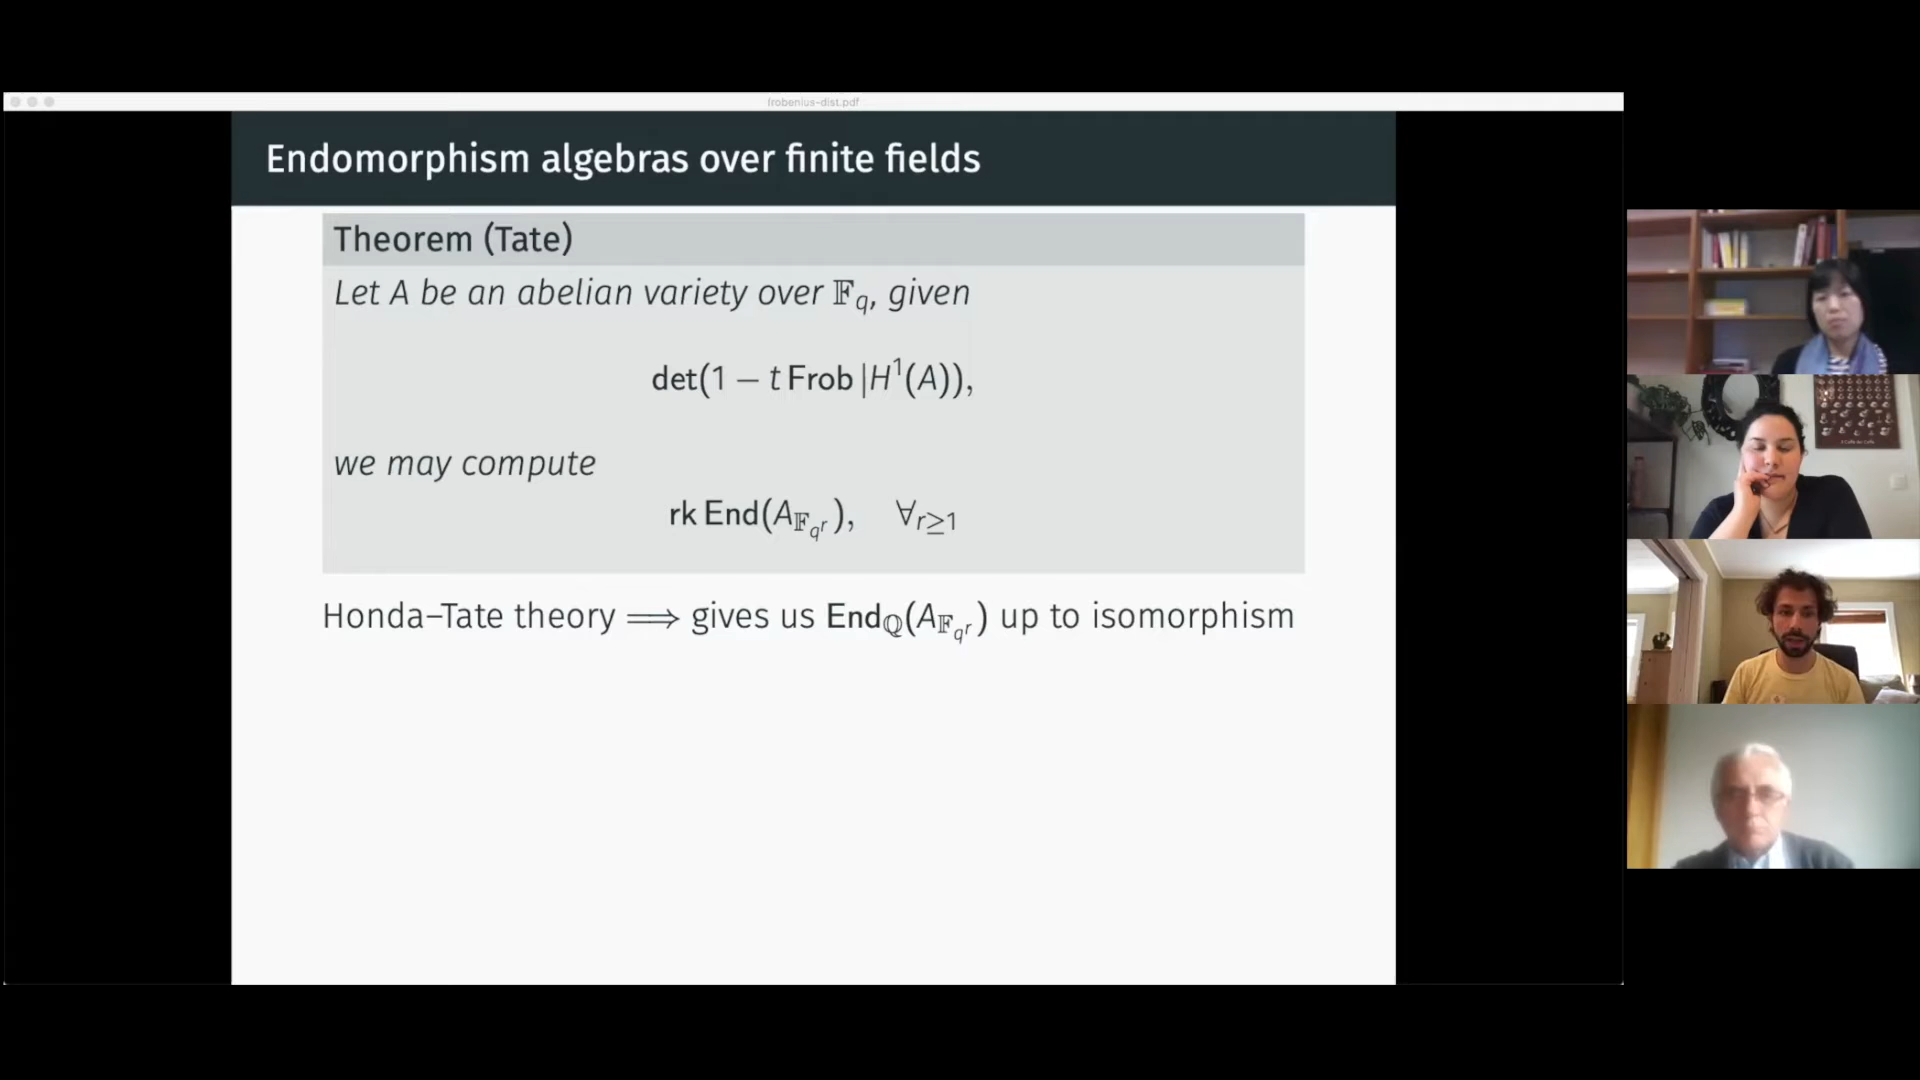 frobenius-dist.pdf
Endomorphism algebras over finite fields
Theorem (Tate)
Let A be an abelian variety over 𝔽_q, given
det(1 − t Frob |H¹(A)),
we may compute
rk End(A_{𝔽_{q^r}}), ∀_{r≥1}
Honda–Tate theory ⟹ gives us End_ℚ(A_{𝔽_{q^r}}) up to isomorphism